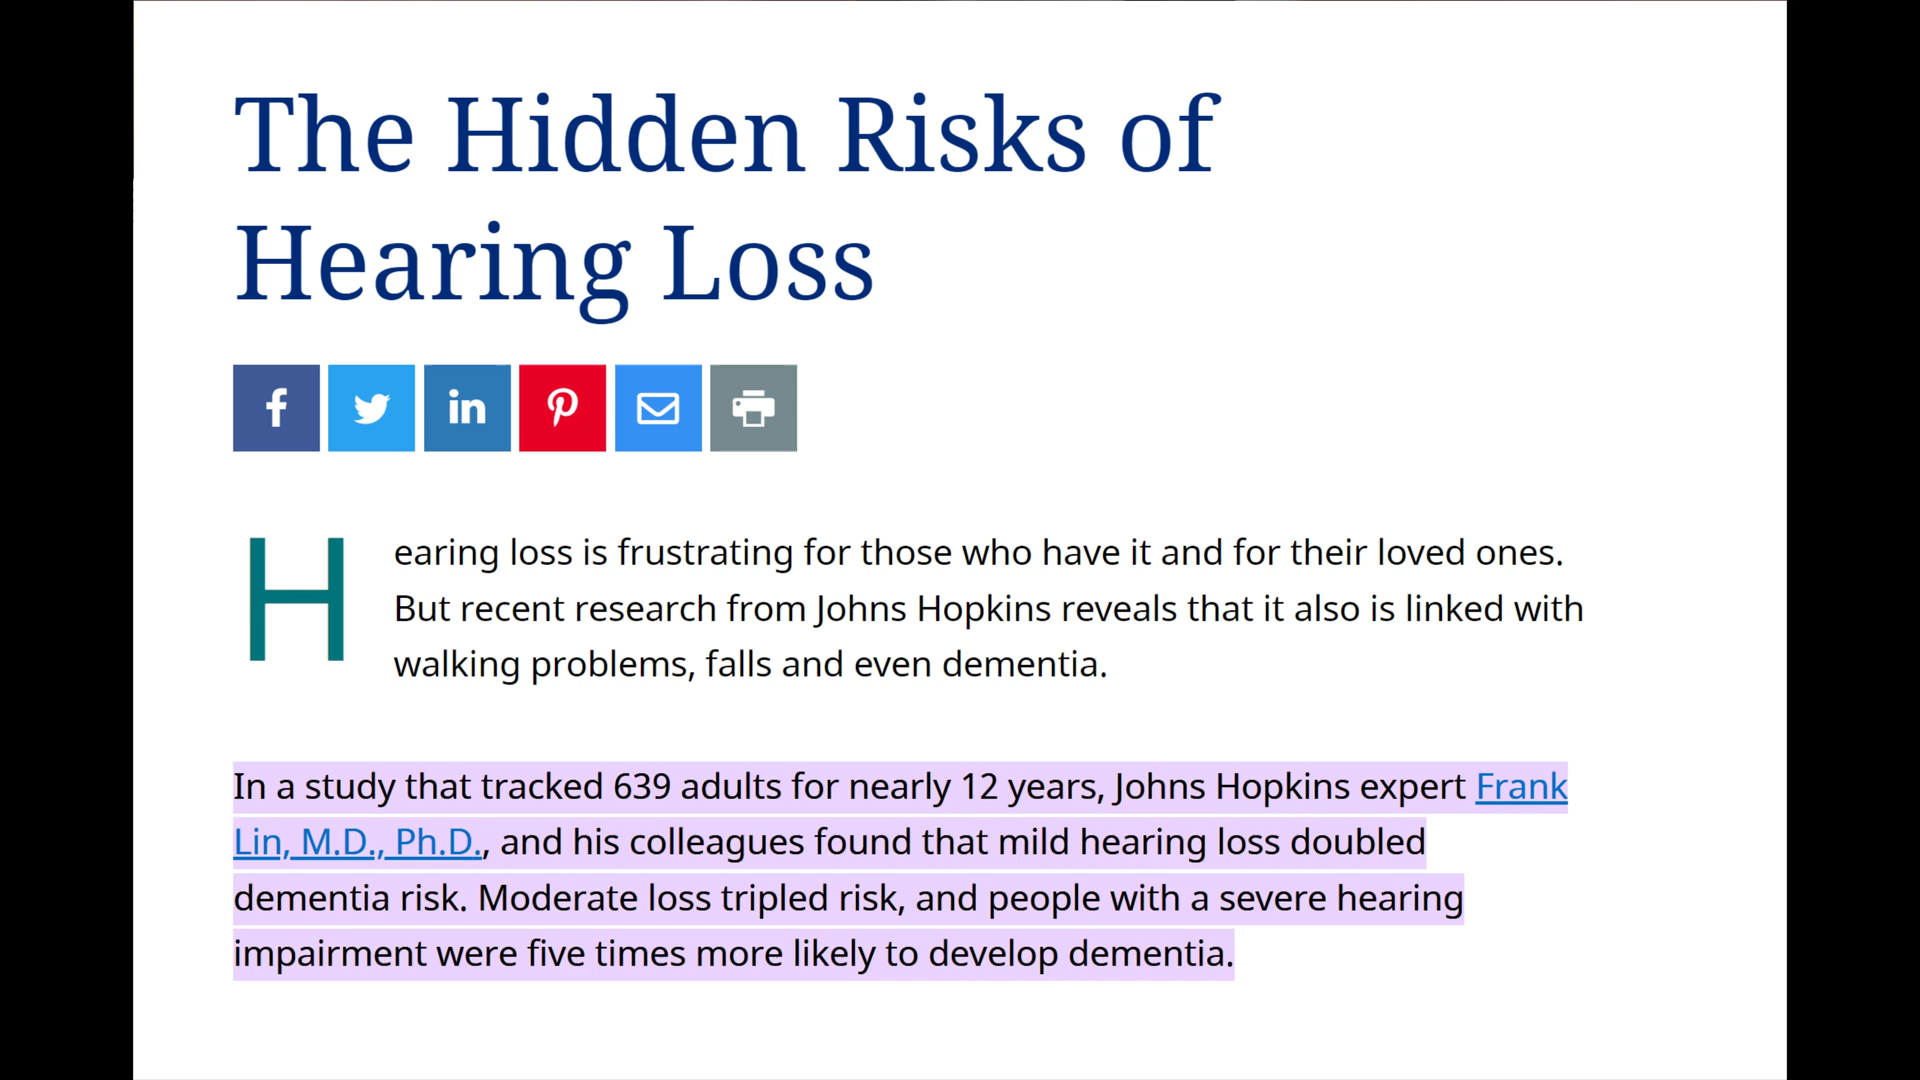 The Hidden Risks of
Hearing Loss
Hearing loss is frustrating for those who have it and for their loved ones.
But recent research from Johns Hopkins reveals that it also is linked with
walking problems, falls and even dementia.
In a study that tracked 639 adults for nearly 12 years, Johns Hopkins expert Frank
Lin, M.D., Ph.D., and his colleagues found that mild hearing loss doubled
dementia risk. Moderate loss tripled risk, and people with a severe hearing
impairment were five times more likely to develop dementia.